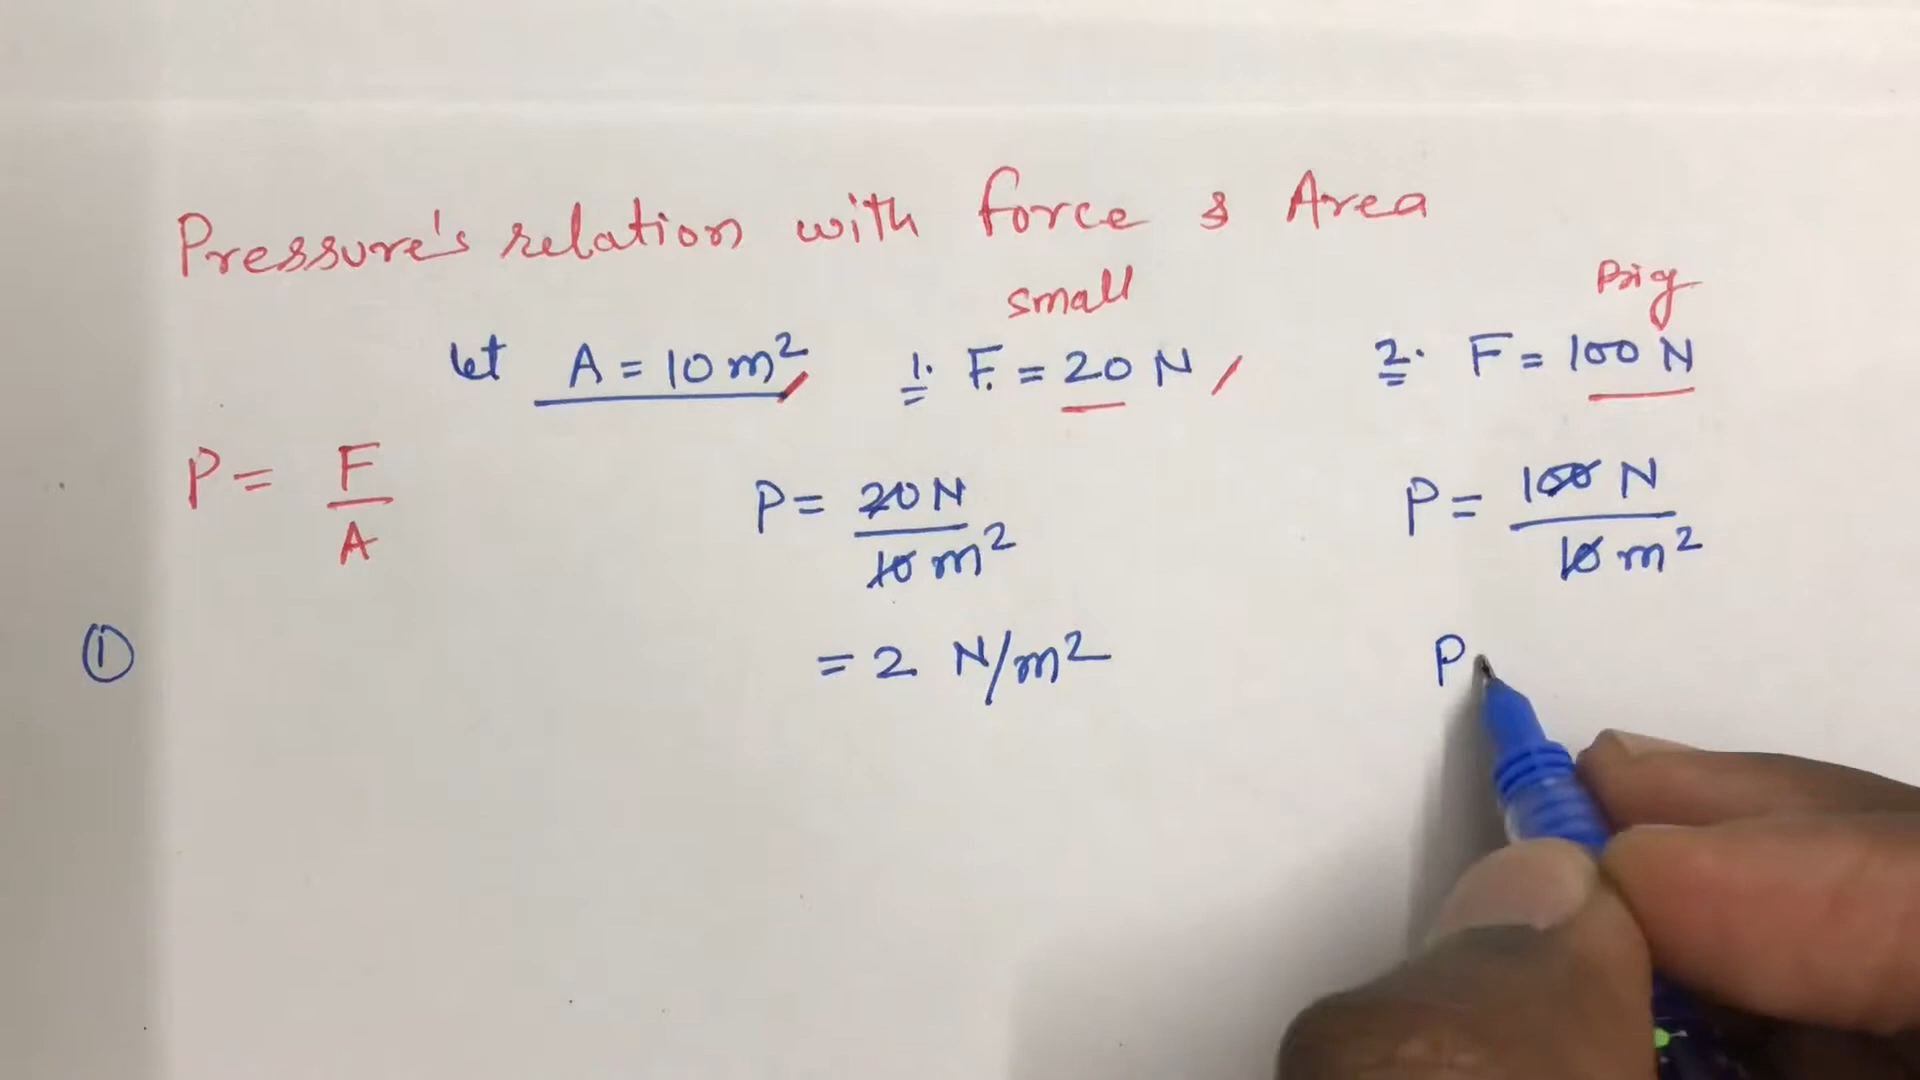 Pressure's relation with force & Area
small
Big
let A = 10 m² 1. F = 20 N 2. F = 100 N
P = F/A
P = 20 N/10 m²
P = 100 N/10 m²
① = 2 N/m²
P